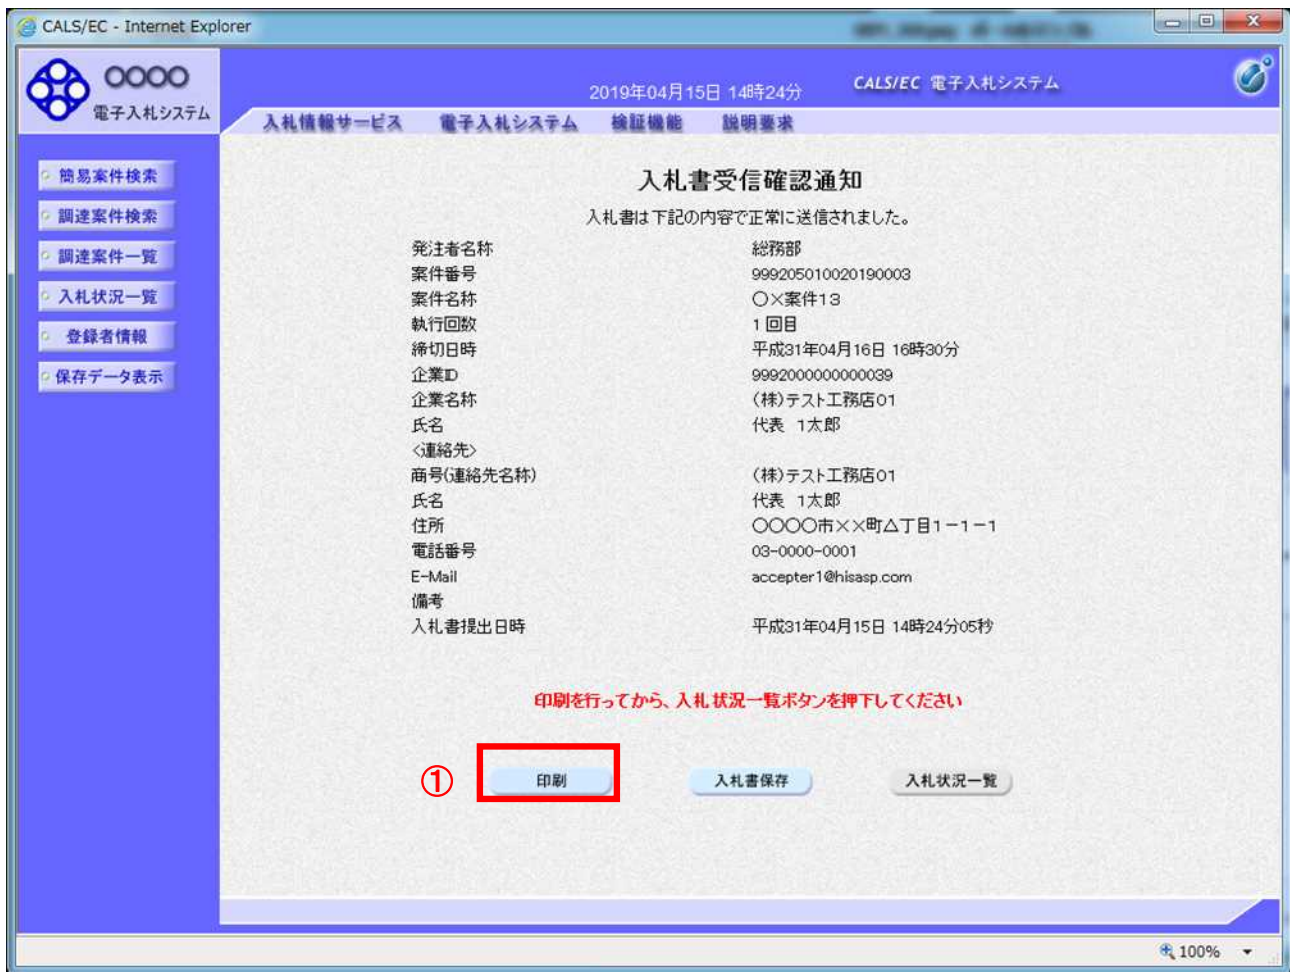 CALS/EC - Internet Explorer
○○○○
電子入札システム
2019年04月15日 14時24分
CALS/EC 電子入札システム
入札情報サービス 電子入札システム 検証機能 説明要求
簡易案件検索
調達案件検索
調達案件一覧
入札状況一覧
登録者情報
保存データ表示
入札書受信確認通知
入札書は下記の内容で正常に送信されました。
発注者名称 総務部
案件番号 999205010020190003
案件名称 ○×案件13
執行回数 1回目
締切日時 平成31年04月16日 16時30分
企業ID 9992000000000039
企業名称 (株)テスト工務店01
氏名 代表 1太郎
<連絡先>
商号(連絡先名称) (株)テスト工務店01
氏名 代表 1太郎
住所 ○○○○市××町△丁目1-1-1
電話番号 03-0000-0001
E-Mail accepter1@hisasp.com
備考
入札書提出日時 平成31年04月15日 14時24分05秒
印刷を行ってから、入札状況一覧ボタンを押下してください
① 印刷 入札書保存 入札状況一覧
100%